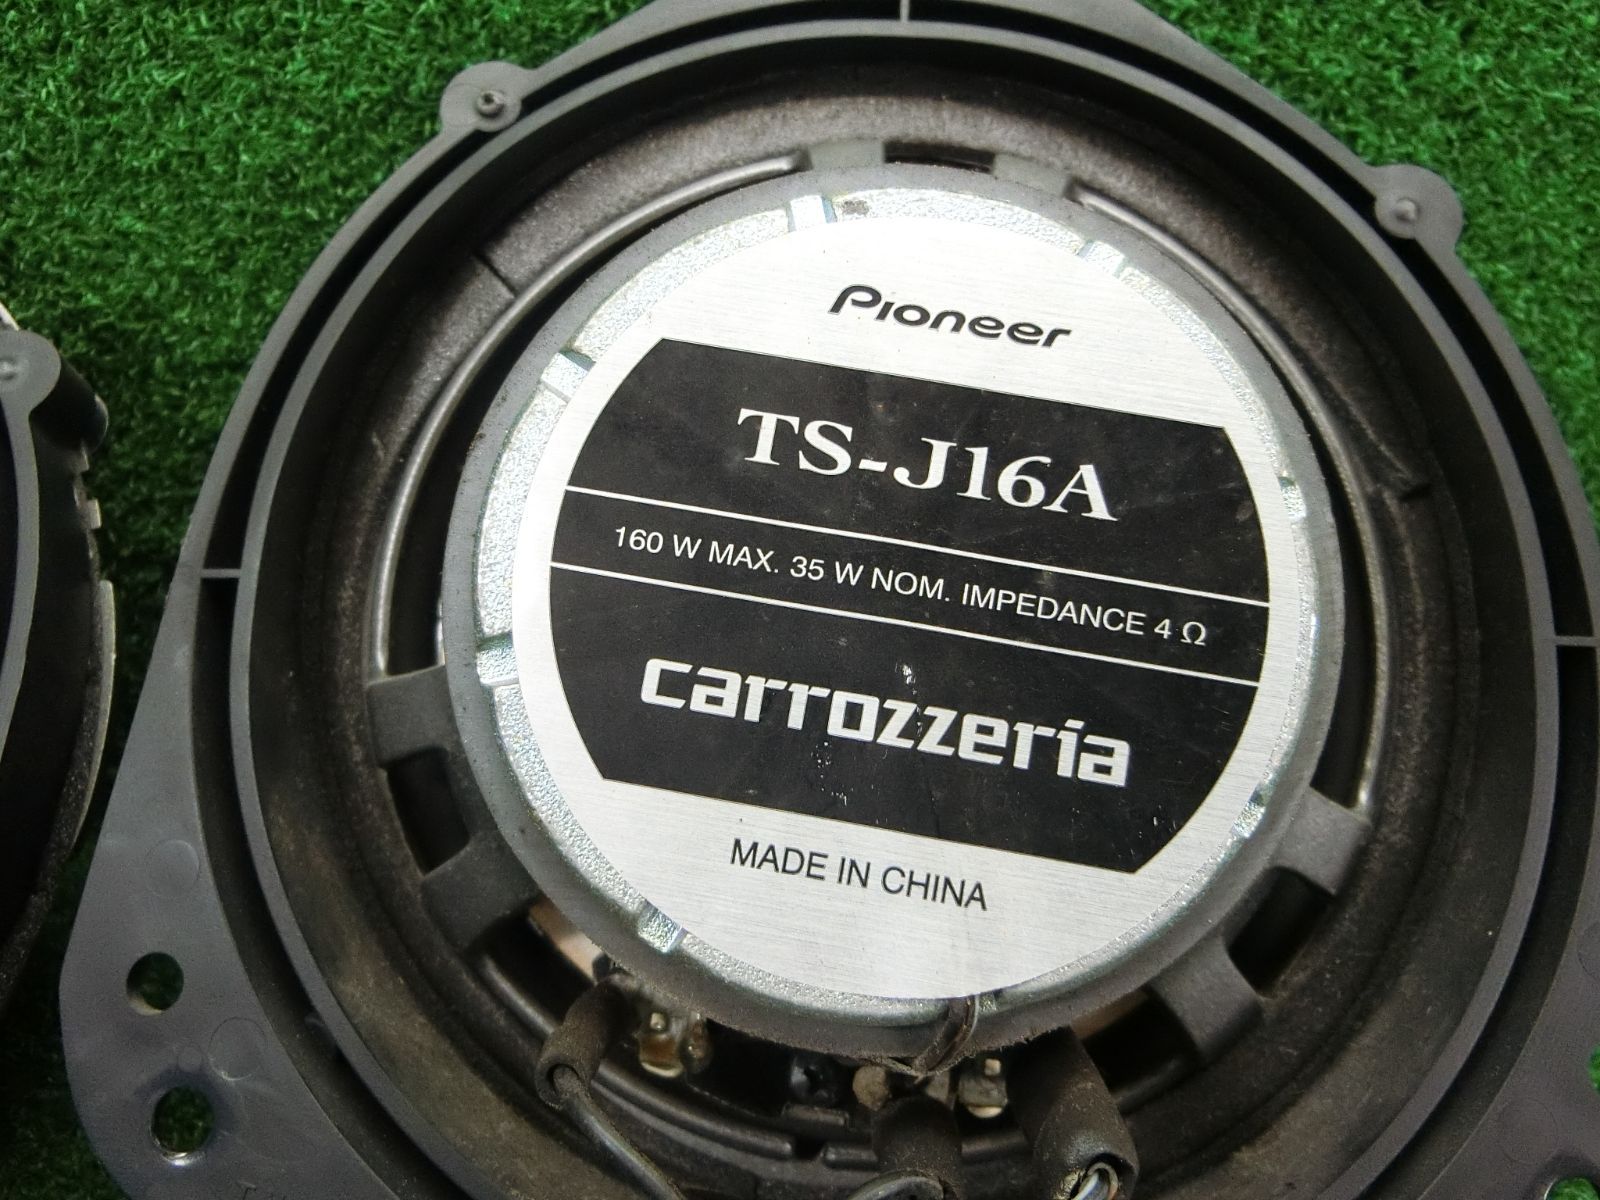 Pioneer
TS-J16A
160 W MAX. 35 W NOM. IMPEDANCE 4 Ω
carrozzeria
MADE IN CHINA